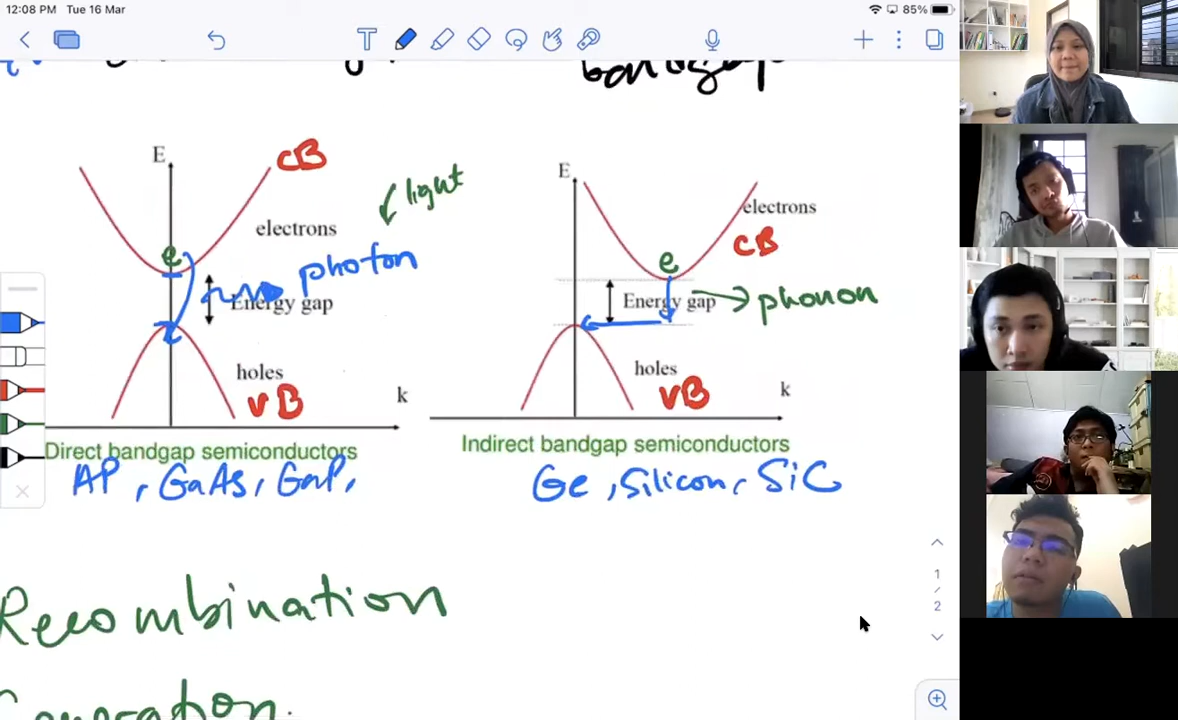 12:08 PM Tue 16 Mar
85%
bandgap
E
CB
light
electrons
e
photon
Energy gap
holes
VB
k
Direct bandgap semiconductors
AP, GaAs, GaP,
E
electrons
CB
e
Energy gap
phonon
holes
VB
k
Indirect bandgap semiconductors
Ge, Silicon, SiC
Recombination
Generation.
1
/
2